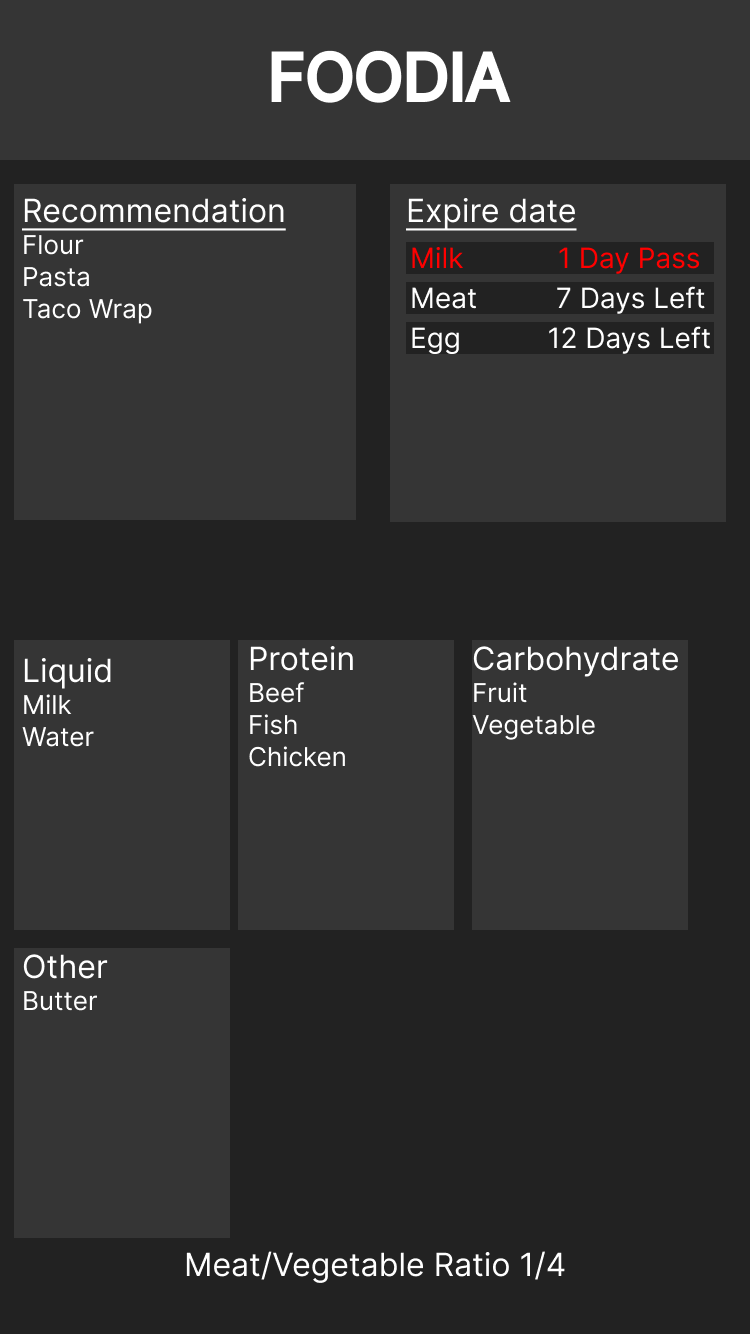 FOODIA
Recommendation
Flour
Pasta
Taco Wrap
Expire date
Milk 1 Day Pass
Meat 7 Days Left
Egg 12 Days Left
Liquid
Milk
Water
Protein
Beef
Fish
Chicken
Carbohydrate
Fruit
Vegetable
Other
Butter
Meat/Vegetable Ratio 1/4